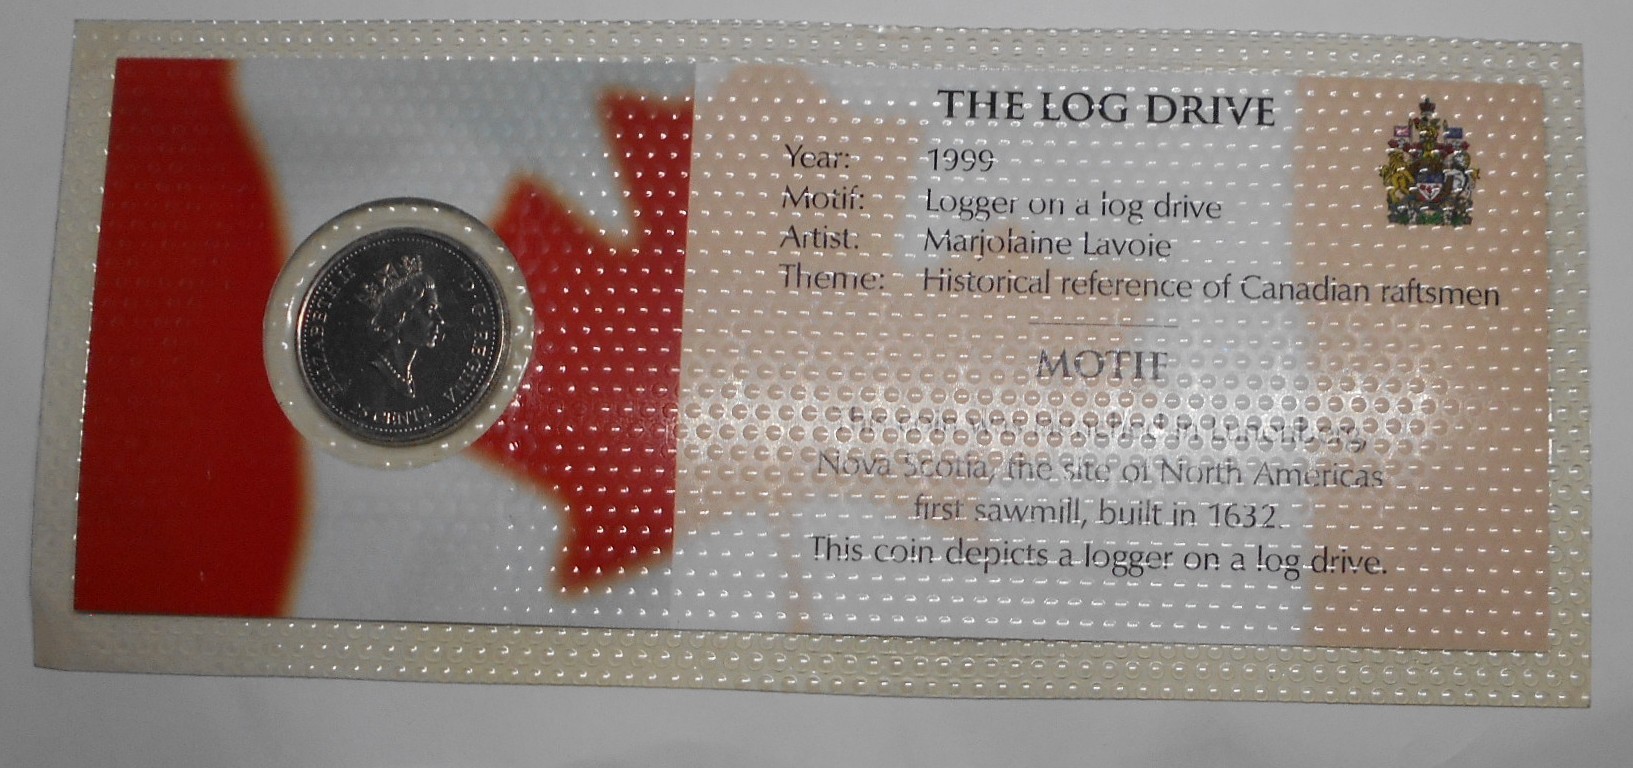 ELIZABETH II D·G·REGINA
CENTS
THE LOG DRIVE
Year: 1999
Motif: Logger on a log drive
Artist: Marjolaine Lavoie
Theme: Historical reference of Canadian raftsmen
MOTIF
The coin
Nova Scotia, the site of North Americas
first sawmill, built in 1632.
This coin depicts a logger on a log drive.